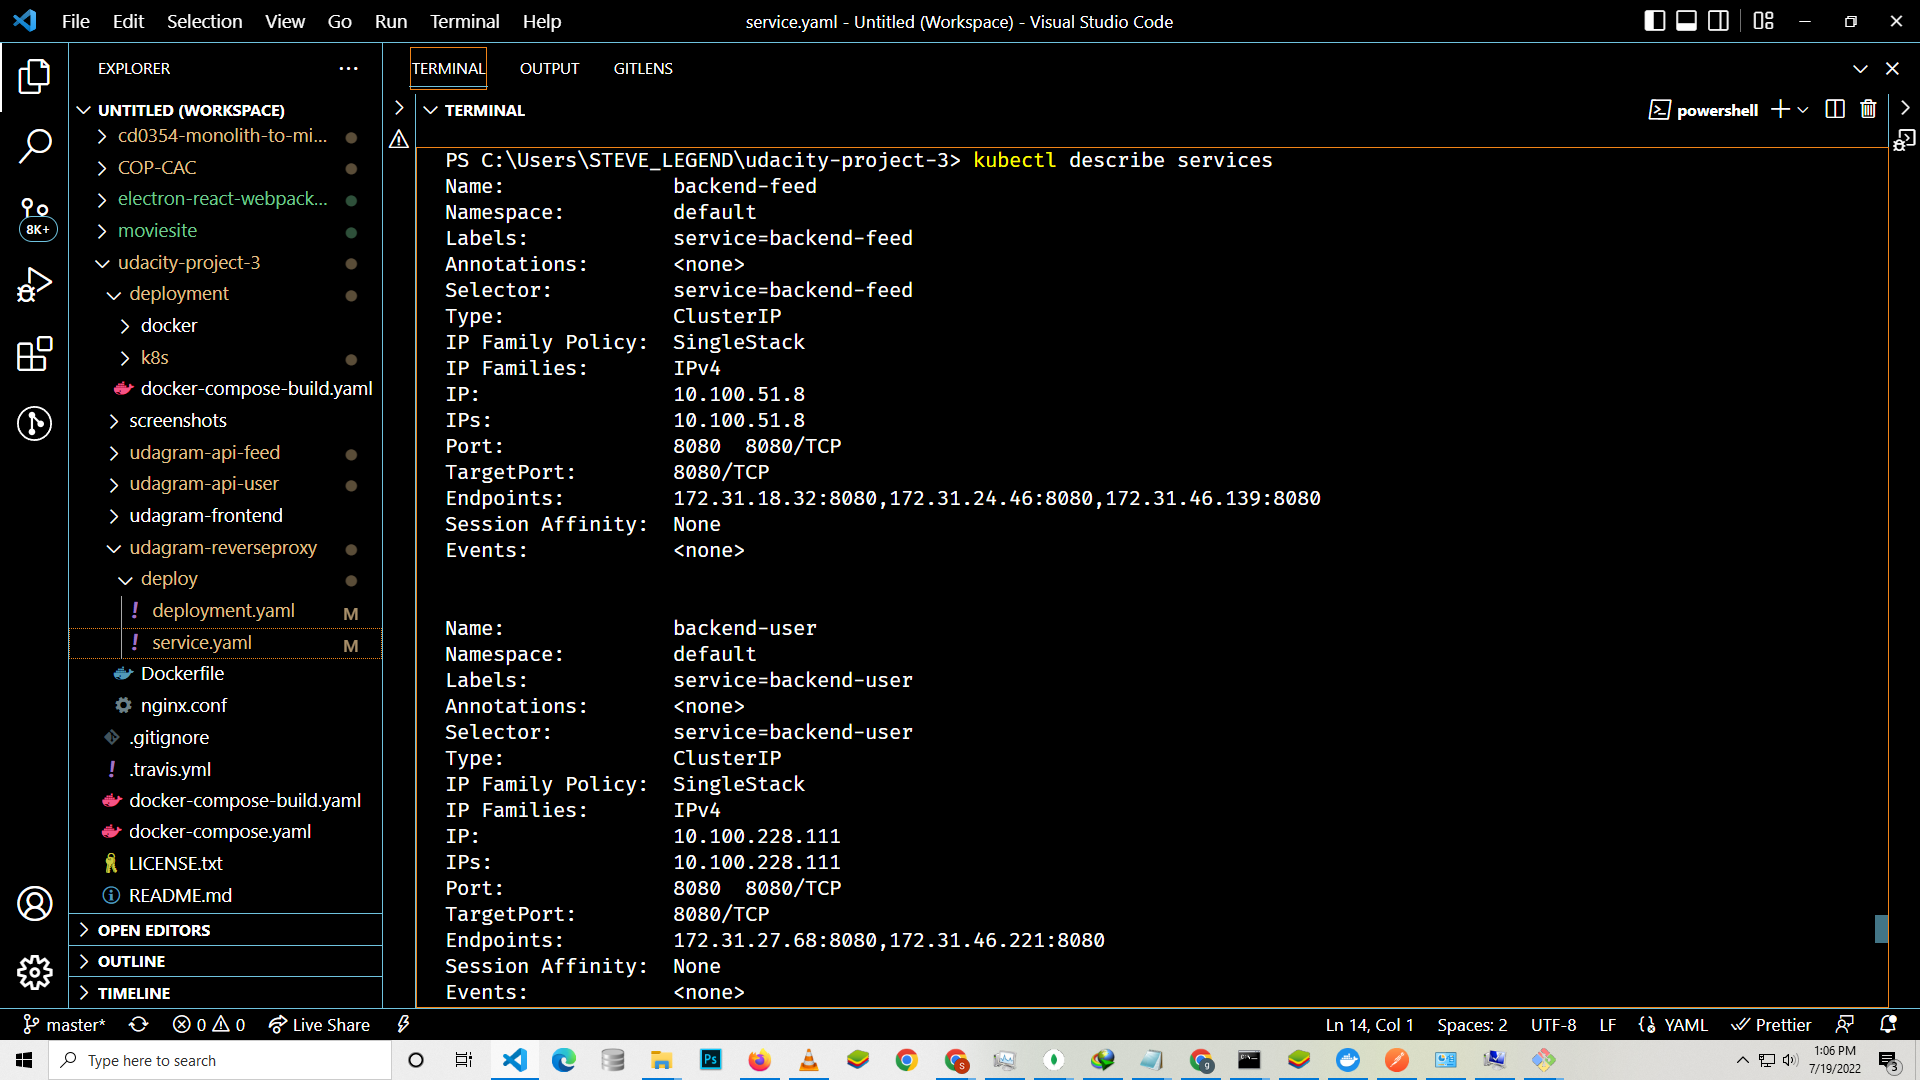 File Edit Selection View Go Run Terminal Help
service.yaml - Untitled (Workspace) - Visual Studio Code
EXPLORER
UNTITLED (WORKSPACE)
cd0354-monolith-to-mi...
COP-CAC
electron-react-webpack...
moviesite
udacity-project-3
deployment
docker
k8s
docker-compose-build.yaml
screenshots
udagram-api-feed
udagram-api-user
udagram-frontend
udagram-reverseproxy
deploy
deployment.yaml M
service.yaml M
Dockerfile
nginx.conf
.gitignore
.travis.yml
docker-compose-build.yaml
docker-compose.yaml
LICENSE.txt
README.md
OPEN EDITORS
OUTLINE
TIMELINE
8K+
TERMINAL OUTPUT GITLENS
TERMINAL
powershell
PS C:\Users\STEVE_LEGEND\udacity-project-3> kubectl describe services
Name: backend-feed
Namespace: default
Labels: service=backend-feed
Annotations: <none>
Selector: service=backend-feed
Type: ClusterIP
IP Family Policy: SingleStack
IP Families: IPv4
IP: 10.100.51.8
IPs: 10.100.51.8
Port: 8080 8080/TCP
TargetPort: 8080/TCP
Endpoints: 172.31.18.32:8080,172.31.24.46:8080,172.31.46.139:8080
Session Affinity: None
Events: <none>
Name: backend-user
Namespace: default
Labels: service=backend-user
Annotations: <none>
Selector: service=backend-user
Type: ClusterIP
IP Family Policy: SingleStack
IP Families: IPv4
IP: 10.100.228.111
IPs: 10.100.228.111
Port: 8080 8080/TCP
TargetPort: 8080/TCP
Endpoints: 172.31.27.68:8080,172.31.46.221:8080
Session Affinity: None
Events: <none>
master* 0 0 Live Share
Ln 14, Col 1 Spaces: 2 UTF-8 LF YAML Prettier
Type here to search
Ps
S
g
1:06 PM
7/19/2022
3